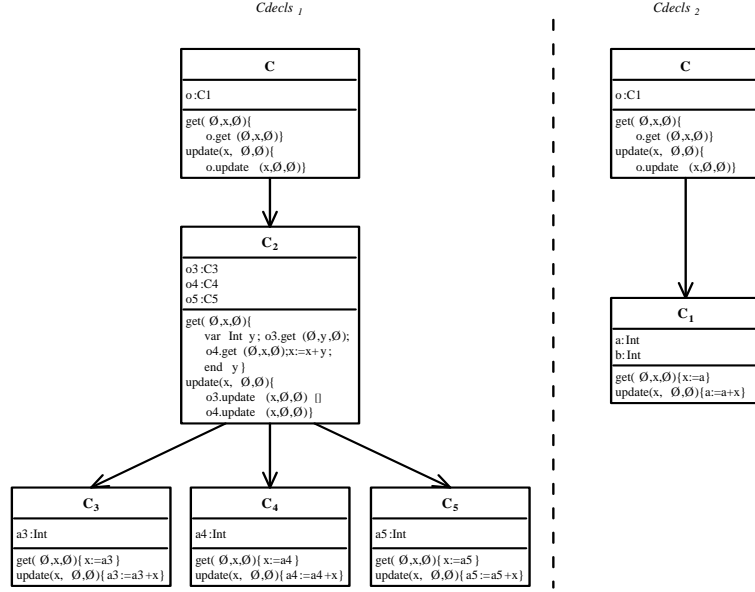 Cdecls 1
C
o:C1
get( Ø,x,Ø){
o.get (Ø,x,Ø)}
update(x, Ø,Ø){
o.update (x,Ø,Ø)}
C2
o3:C3
o4:C4
o5:C5
get( Ø,x,Ø){
var Int y; o3.get (Ø,y,Ø);
o4.get (Ø,x,Ø);x:=x+y;
end y}
update(x, Ø,Ø){
o3.update (x,Ø,Ø) []
o4.update (x,Ø,Ø)}
C3
a3:Int
get( Ø,x,Ø){x:=a3}
update(x, Ø,Ø){a3:=a3+x}
C4
a4:Int
get( Ø,x,Ø){x:=a4}
update(x, Ø,Ø){a4:=a4+x}
C5
a5:Int
get( Ø,x,Ø){x:=a5}
update(x, Ø,Ø){a5:=a5+x}
Cdecls 2
C
o:C1
get( Ø,x,Ø){
o.get (Ø,x,Ø)}
update(x, Ø,Ø){
o.update (x,Ø,Ø)}
C1
a:Int
b:Int
get( Ø,x,Ø){x:=a}
update(x, Ø,Ø){a:=a+x}